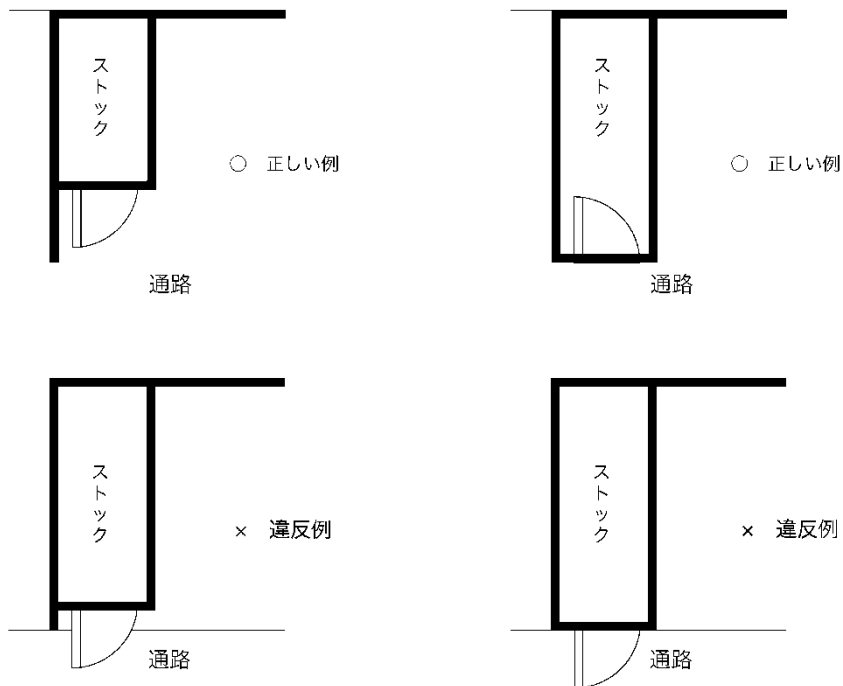 ストック
ストック
○ 正しい例
○ 正しい例
通路
通路
ストック
ストック
× 違反例
× 違反例
通路
通路